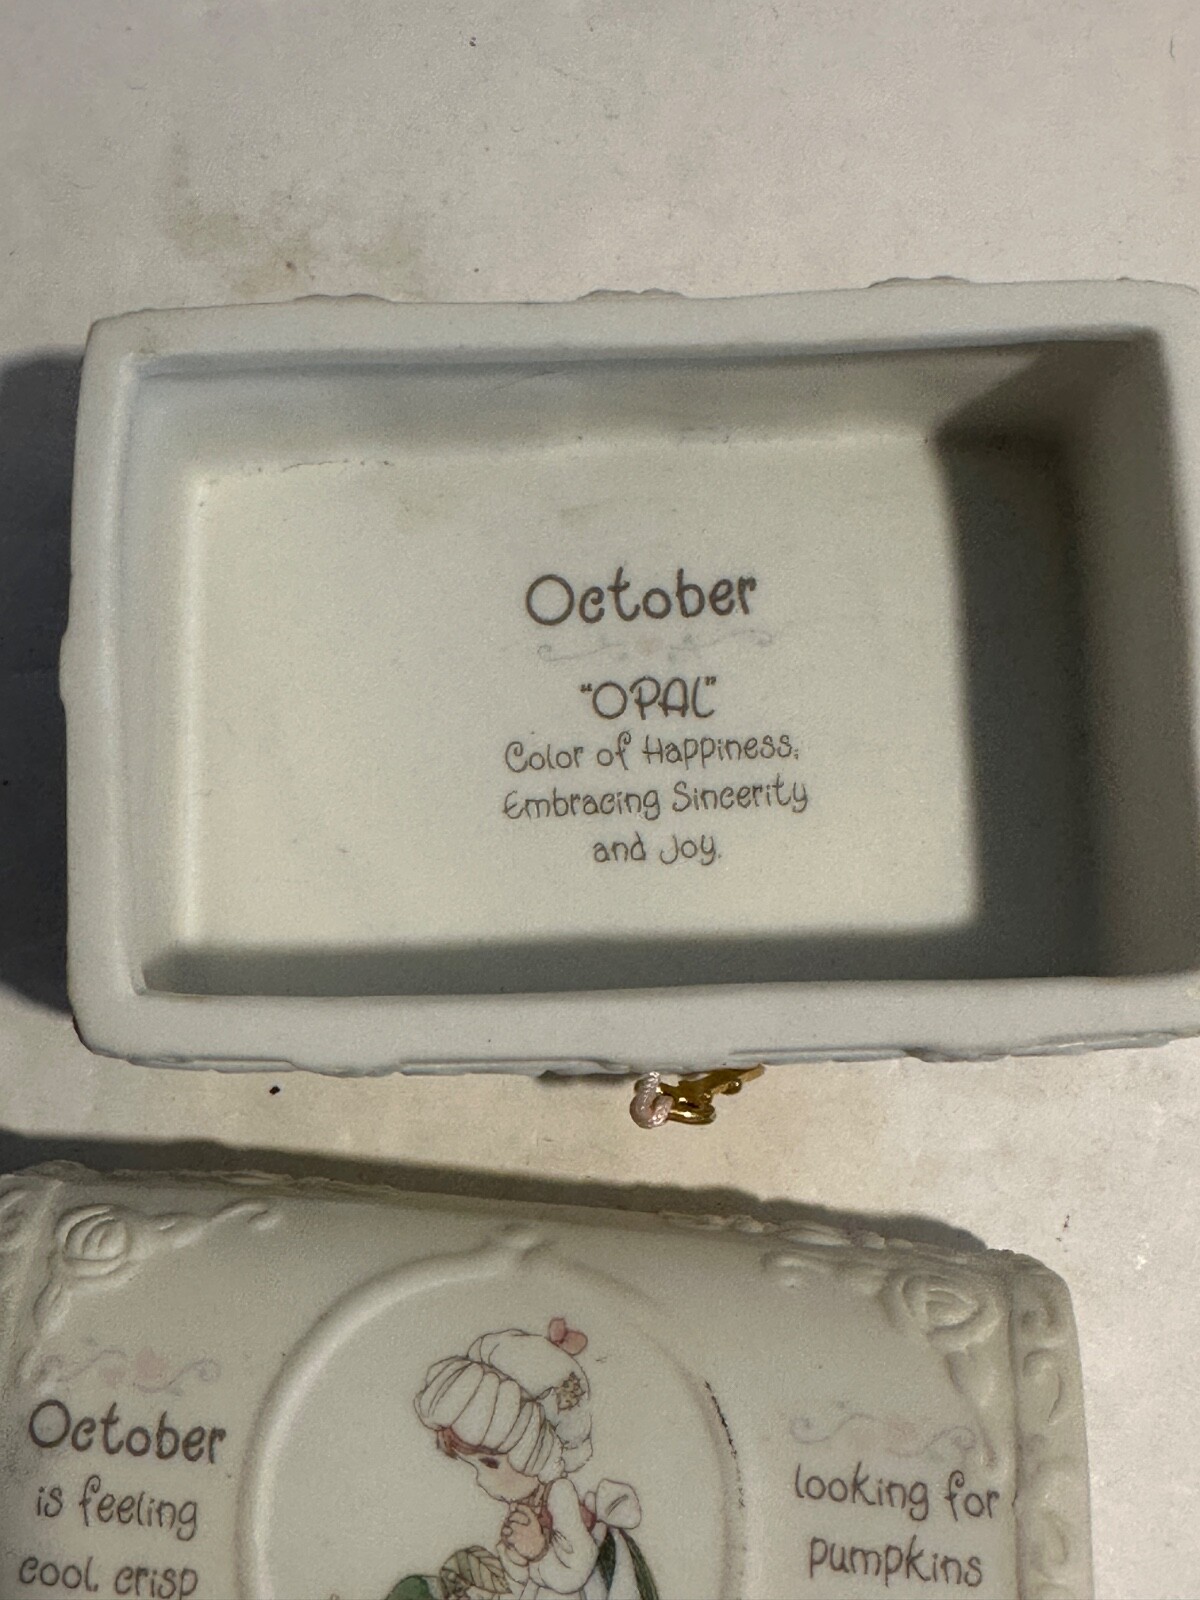 October
"OPAL"
Color of Happiness,
Embracing Sincerity
and Joy.
October
is feeling
cool, crisp
looking for
pumpkins